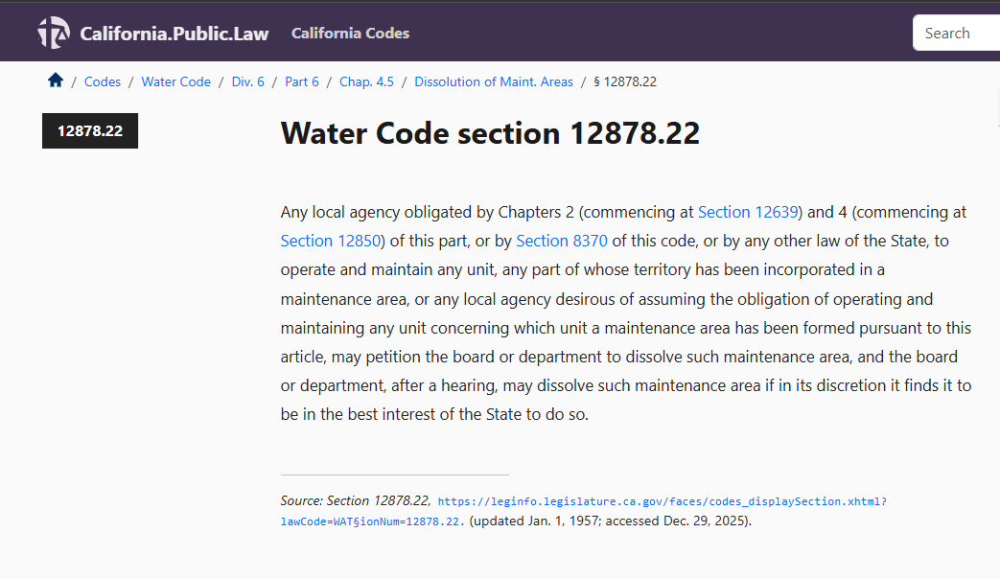 California.Public.Law California Codes Search
/ Codes / Water Code / Div. 6 / Part 6 / Chap. 4.5 / Dissolution of Maint. Areas / § 12878.22
12878.22
Water Code section 12878.22
Any local agency obligated by Chapters 2 (commencing at Section 12639) and 4 (commencing at
Section 12850) of this part, or by Section 8370 of this code, or by any other law of the State, to
operate and maintain any unit, any part of whose territory has been incorporated in a
maintenance area, or any local agency desirous of assuming the obligation of operating and
maintaining any unit concerning which unit a maintenance area has been formed pursuant to this
article, may petition the board or department to dissolve such maintenance area, and the board
or department, after a hearing, may dissolve such maintenance area if in its discretion it finds it to
be in the best interest of the State to do so.
Source: Section 12878.22, https://leginfo.legislature.ca.gov/faces/codes_displaySection.xhtml?
lawCode=WAT§ionNum=12878.22. (updated Jan. 1, 1957; accessed Dec. 29, 2025).